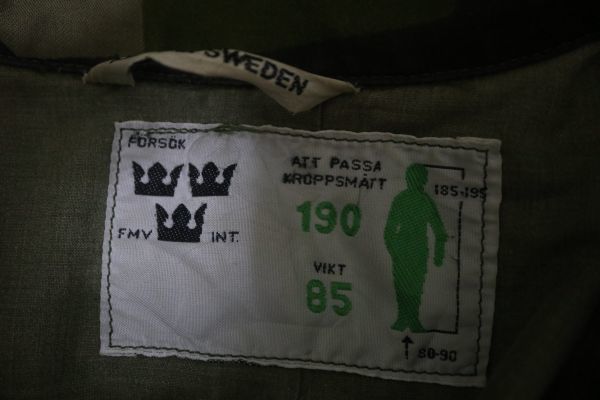 SWEDEN
FÖRSÖK
FMV INT.
ATT PASSA
KROPPSMÅTT
190
VIKT
85
185-195
80-90